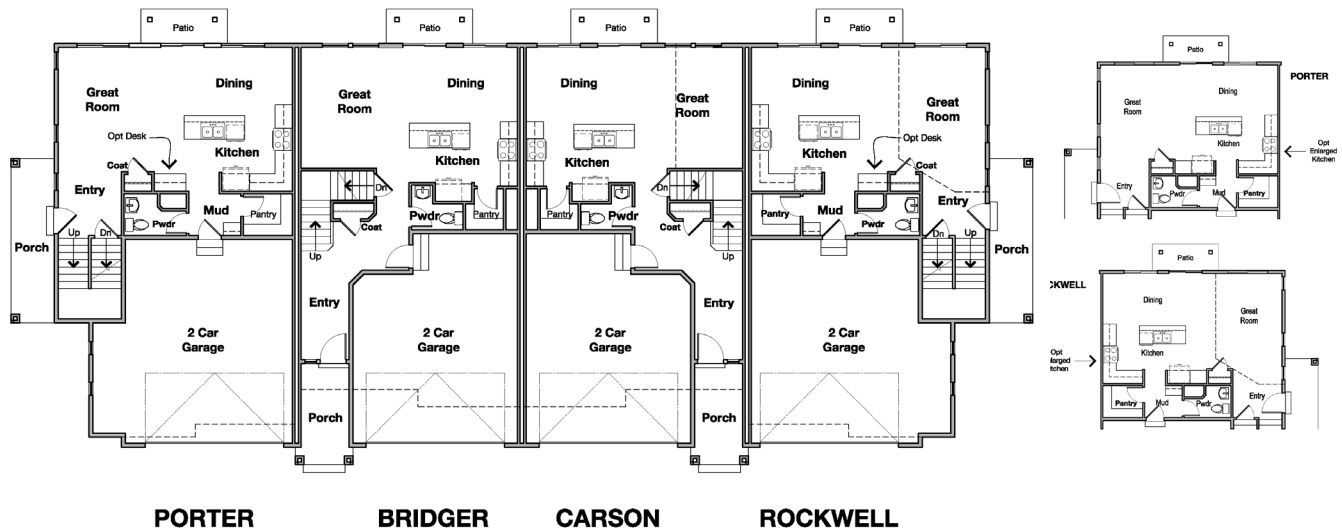 Patio
Patio
Patio
Patio
Great
Room
Dining
Opt Desk
Kitchen
Coat
Entry
Mud
Pantry
Pwdr
Up
Dn
Porch
2 Car
Garage
Great
Room
Dining
Kitchen
Dn
Pwdr
Pantry
Coat
Up
Entry
2 Car
Garage
Porch
Dining
Great
Room
Kitchen
Dn
Pantry
Pwdr
Coat
Up
Entry
2 Car
Garage
Porch
Dining
Great
Room
Opt Desk
Kitchen
Coat
Pantry
Mud
Pwdr
Entry
Dn
Up
Porch
2 Car
Garage
PORTER
BRIDGER
CARSON
ROCKWELL
Patio
PORTER
Great
Room
Dining
Kitchen
Opt
Enlarged
Kitchen
Entry
Pwdr
Mud
Pantry
Patio
CKWELL
Dining
Great
Room
Kitchen
Opt
larged
itchen
Pantry
Mud
Pwdr
Entry